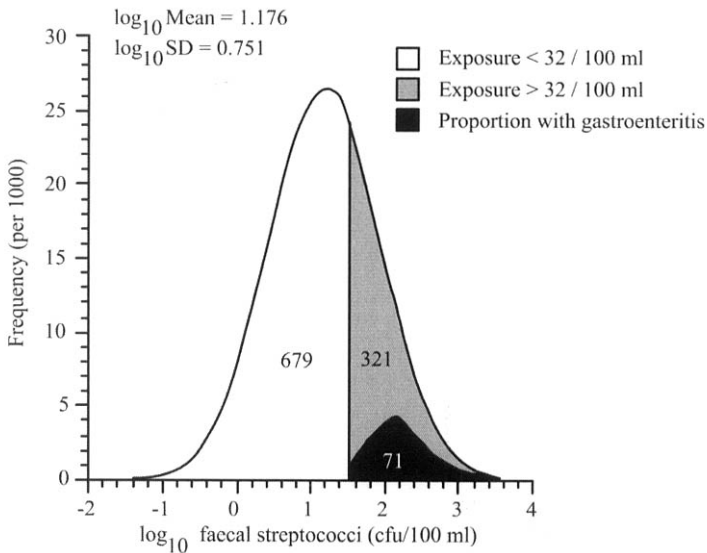 log10 Mean = 1.176
log10 SD = 0.751
Exposure < 32 / 100 ml
Exposure > 32 / 100 ml
Proportion with gastroenteritis
Frequency (per 1000)
30
25
20
15
10
5
0
679
321
71
-2 -1 0 1 2 3 4
log10 faecal streptococci (cfu/100 ml)